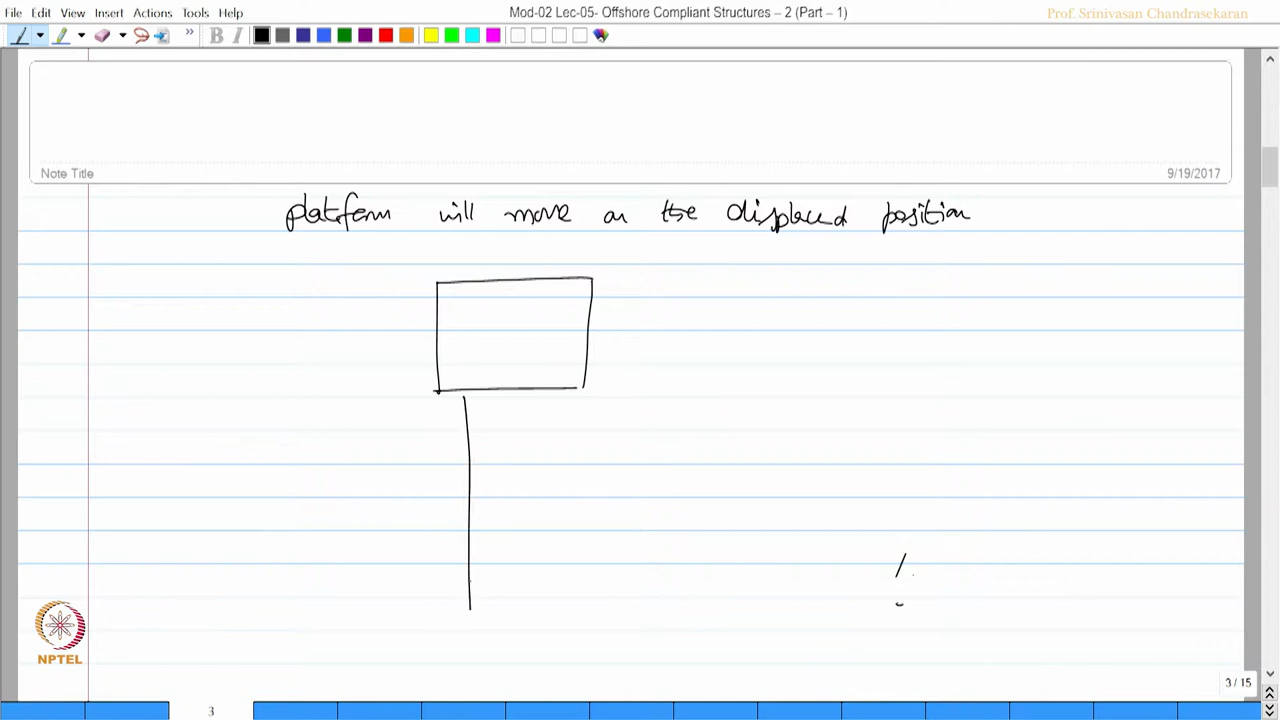 File Edit View Insert Actions Tools Help
Mod-02 Lec-05- Offshore Compliant Structures – 2 (Part – 1)
Prof. Srinivasan Chandrasekaran
B I
Note Title
9/19/2017
platform will move on the displaced position
NPTEL
3 / 15
3